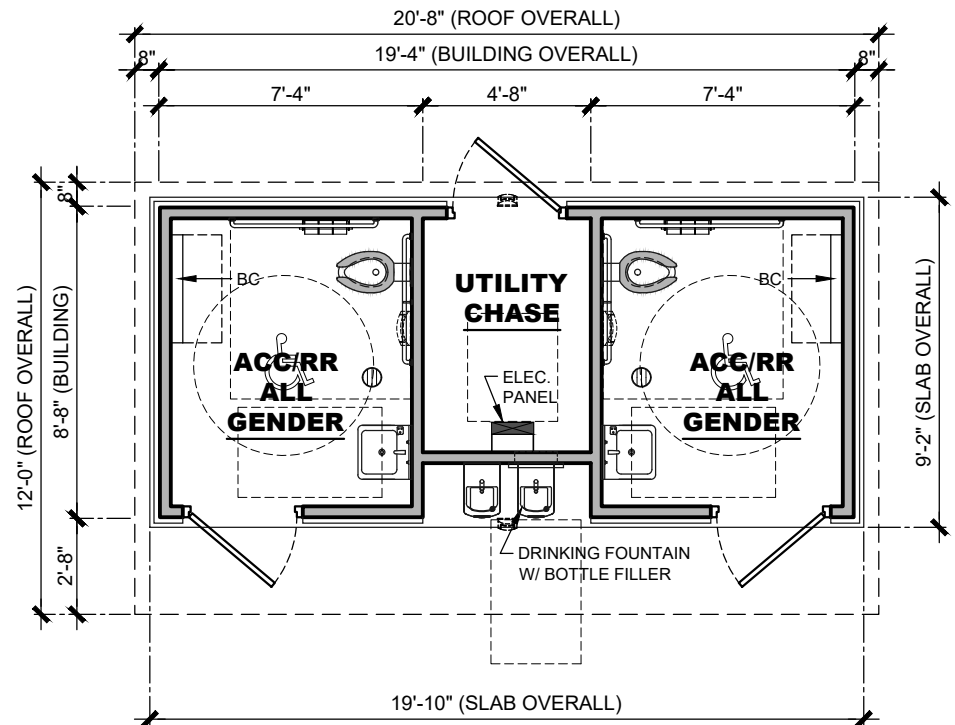 20'-8" (ROOF OVERALL)
8"
19'-4" (BUILDING OVERALL)
8"
7'-4"
4'-8"
7'-4"
8"
12'-0" (ROOF OVERALL)
8'-8" (BUILDING)
2'-8"
9'-2" (SLAB OVERALL)
BC
ACC/RR
ALL
GENDER
UTILITY
CHASE
ELEC.
PANEL
BC
ACC/RR
ALL
GENDER
DRINKING FOUNTAIN
W/ BOTTLE FILLER
19'-10" (SLAB OVERALL)